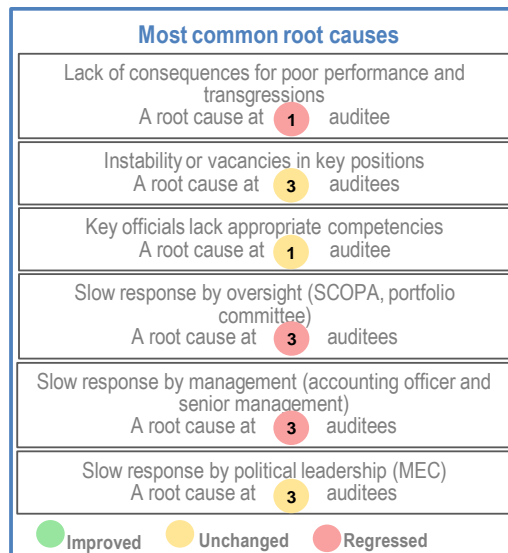 Most common root causes
Lack of consequences for poor performance and
transgressions
A root cause at 1 auditee
Instability or vacancies in key positions
A root cause at 3 auditees
Key officials lack appropriate competencies
A root cause at 1 auditee
Slow response by oversight (SCOPA, portfolio
committee)
A root cause at 3 auditees
Slow response by management (accounting officer and
senior management)
A root cause at 3 auditees
Slow response by political leadership (MEC)
A root cause at 3 auditees
Improved Unchanged Regressed